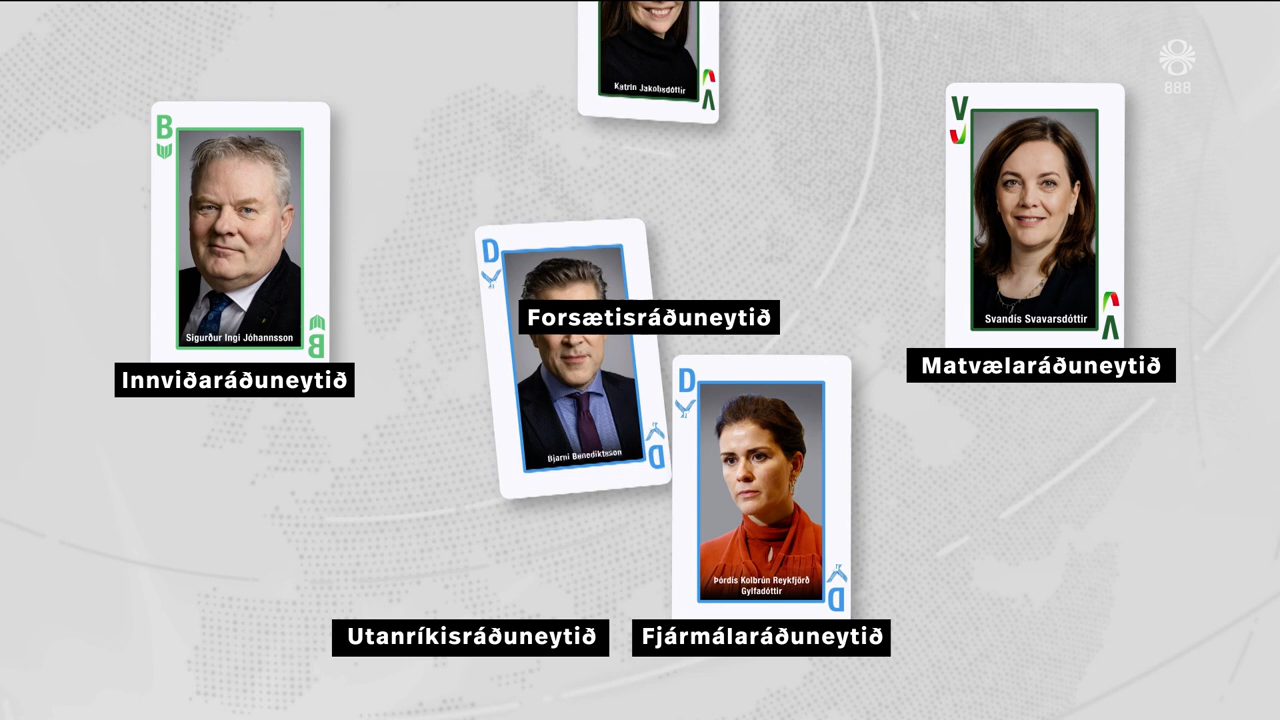 Katrín Jakobsdóttir
V
888
B
Sigurður Ingi Jóhannsson
B
Innviðaráðuneytið
V
Svandís Svavarsdóttir
V
Matvælaráðuneytið
D
Forsætisráðuneytið
Bjarni Benediktsson
D
D
Þórdís Kolbrún Reykfjörð
Gylfadóttir
D
Utanríkisráðuneytið
Fjármálaráðuneytið